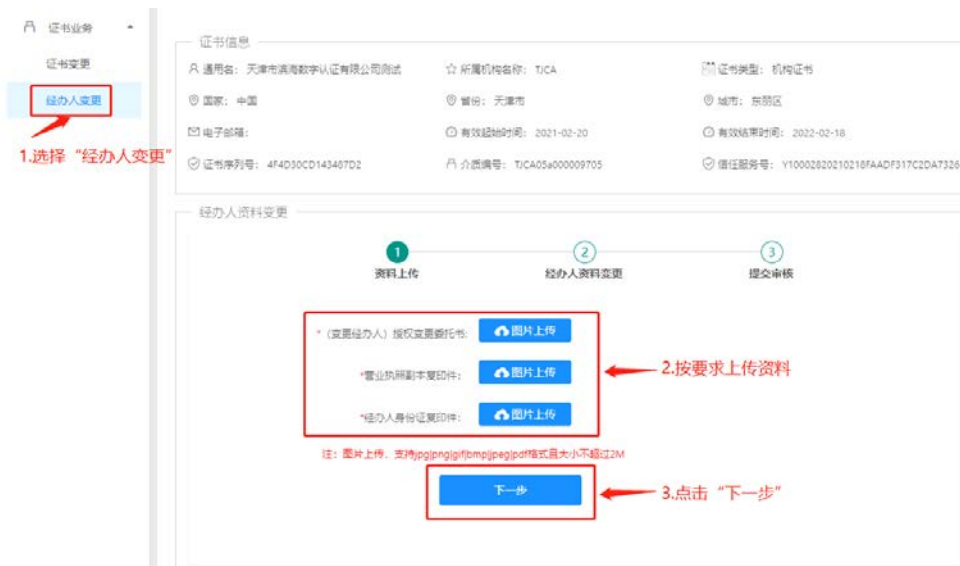 证书业务
证书变更
经办人变更
1.选择“经办人变更”
证书信息
通用名: 天津市滨海数字认证有限公司测试 所属机构名称: TJCA 证书类型: 机构证书
国家: 中国 省份: 天津市 城市: 东丽区
电子邮箱: 有效起始时间: 2021-02-20 有效结束时间: 2022-02-18
证书序列号: 4F4D30CD143487D2 介质编号: TJCA05a000009705 信任服务号: Y10002820210218FAADF317C2DA7326
经办人资料变更
1 2 3
资料上传 经办人资料变更 提交审核
*（变更经办人）授权变更委托书: 图片上传
*营业执照副本复印件: 图片上传
2.按要求上传资料
*经办人身份证复印件: 图片上传
注: 图片上传、支持jpg|png|gif|bmp|jpeg|pdf格式且大小不超过2M
下一步
3.点击“下一步”